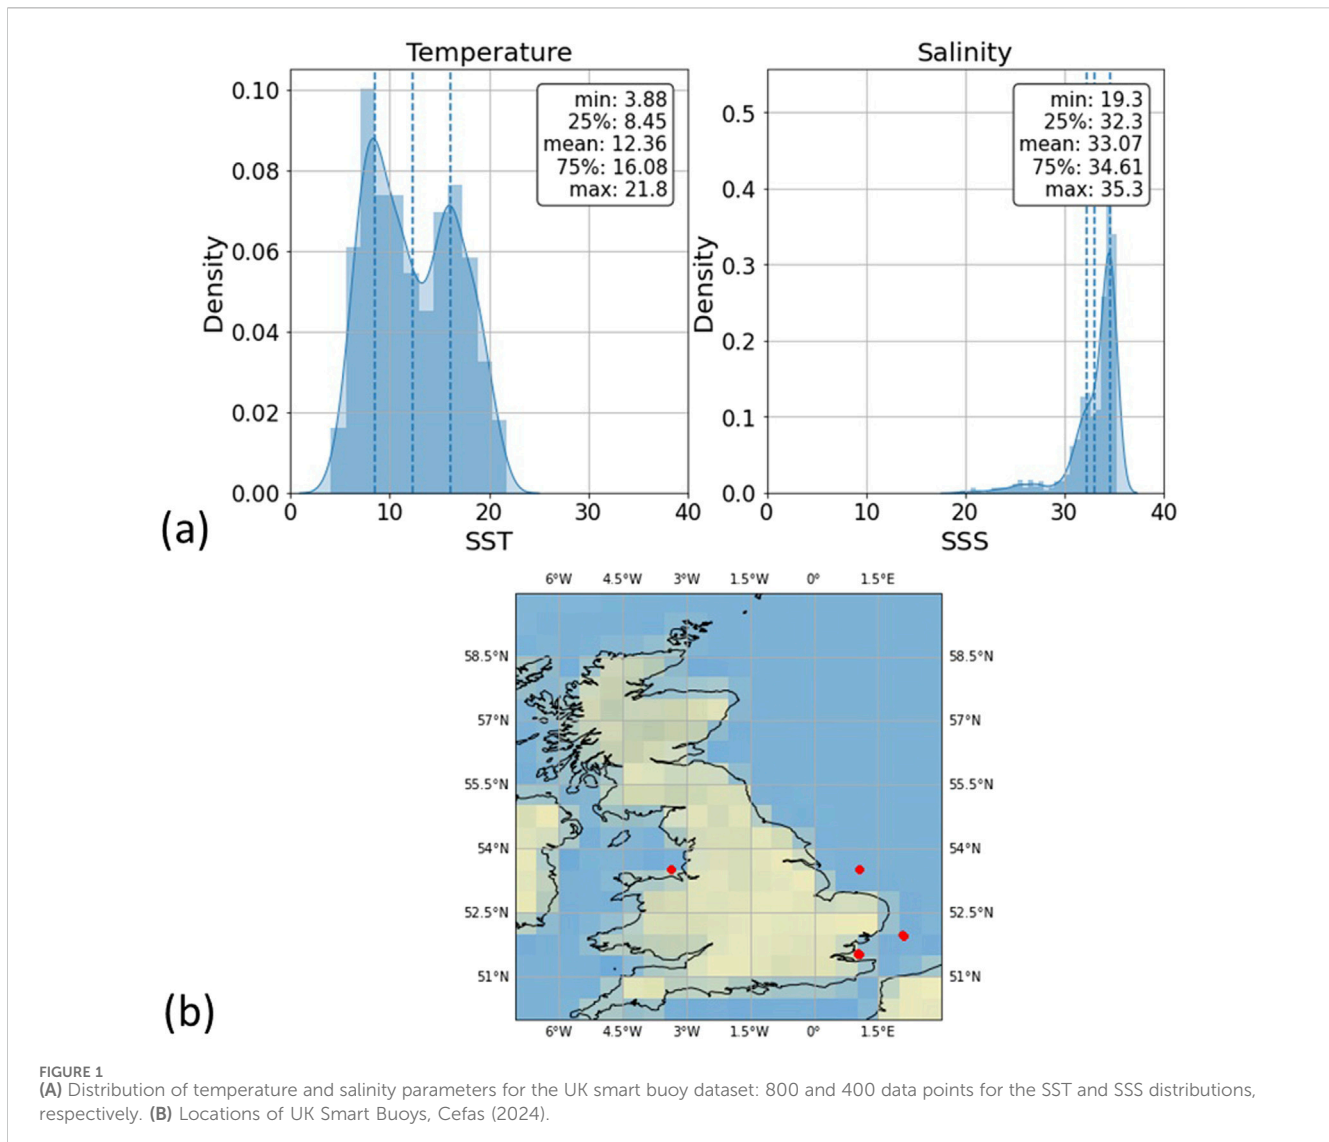 Temperature
Salinity
0.10
0.08
0.06
0.04
0.02
0.00
Density
min: 3.88
25%: 8.45
mean: 12.36
75%: 16.08
max: 21.8
0 10 20 30 40
SST
0.5
0.4
0.3
0.2
0.1
0.0
Density
min: 19.3
25%: 32.3
mean: 33.07
75%: 34.61
max: 35.3
0 10 20 30 40
SSS
(a)
6°W 4.5°W 3°W 1.5°W 0° 1.5°E
58.5°N 58.5°N
57°N 57°N
55.5°N 55.5°N
54°N 54°N
52.5°N 52.5°N
51°N 51°N
6°W 4.5°W 3°W 1.5°W 0° 1.5°E
(b)
FIGURE 1
(A) Distribution of temperature and salinity parameters for the UK smart buoy dataset: 800 and 400 data points for the SST and SSS distributions,
respectively. (B) Locations of UK Smart Buoys, Cefas (2024).